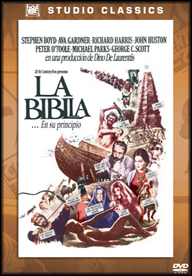 STUDIO CLASSICS
STEPHEN BOYD AVA GARDNER RICHARD HARRIS JOHN HUSTON
PETER O'TOOLE MICHAEL PARKS GEORGE C. SCOTT
en una producción de DINO DE LAURENTIIS
LA
BIBLIA
...En su principio
DVD